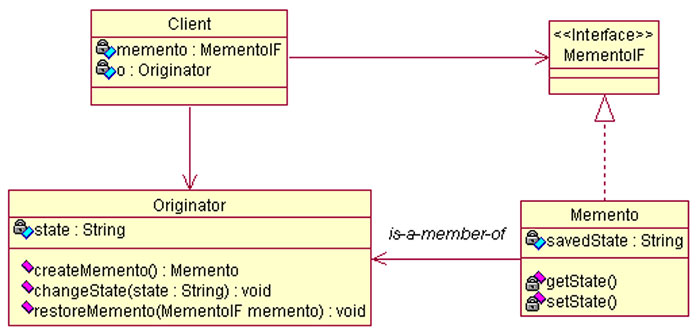 Client
memento : MementoIF
o : Originator
<<Interface>>
MementoIF
Originator
state : String
createMemento() : Memento
changeState(state : String) : void
restoreMemento(MementoIF memento) : void
is-a-member-of
Memento
savedState : String
getState()
setState()